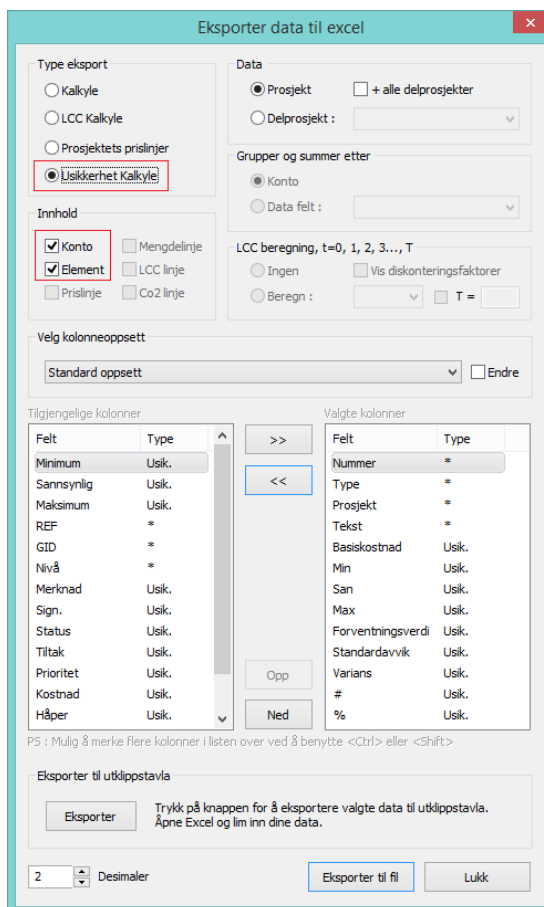 Eksporter data til excel
Type eksport
Kalkyle
LCC Kalkyle
Prosjektets prislinjer
Usikkerhet Kalkyle
Data
Prosjekt
+ alle delprosjekter
Delprosjekt :
Grupper og summer etter
Konto
Data felt :
Innhold
Konto
Mengdelinje
Element
LCC linje
Prislinje
Co2 linje
LCC beregning, t=0, 1, 2, 3..., T
Ingen
Vis diskonteringsfaktorer
Beregn :
T =
Velg kolonneoppsett
Standard oppsett
Endre
Tilgjengelige kolonner
Felt Type
Minimum Usik.
Sannsynlig Usik.
Maksimum Usik.
REF *
GID *
Nivå *
Merknad Usik.
Sign. Usik.
Status Usik.
Tiltak Usik.
Prioritet Usik.
Kostnad Usik.
Håper Usik.
>>
<<
Opp
Ned
Valgte kolonner
Felt Type
Nummer *
Type *
Prosjekt *
Tekst *
Basiskostnad Usik.
Min Usik.
San Usik.
Max Usik.
Forventningsverdi Usik.
Standardavvik Usik.
Varians Usik.
# Usik.
% Usik.
PS : Mulig å merke flere kolonner i listen over ved å benytte <Ctrl> eller <Shift>
Eksporter til utklippstavla
Eksporter
Trykk på knappen for å eksportere valgte data til utklippstavla.
Åpne Excel og lim inn dine data.
2 Desimaler
Eksporter til fil
Lukk